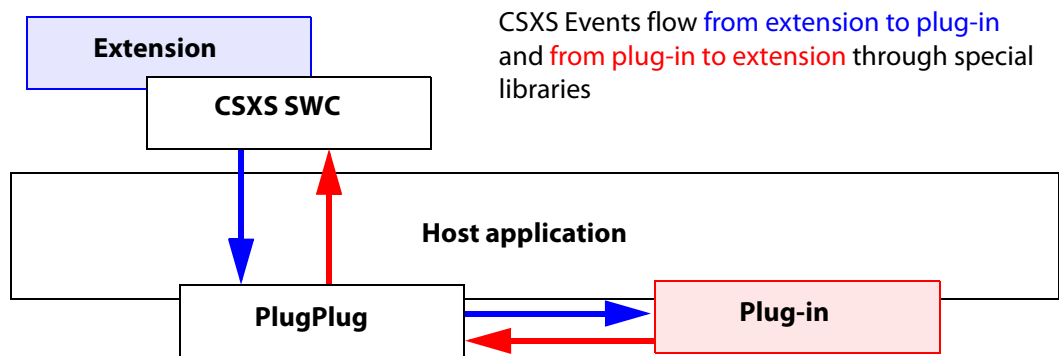 CSXS Events flow from extension to plug-in
and from plug-in to extension through special
libraries
Extension
CSXS SWC
Host application
PlugPlug
Plug-in